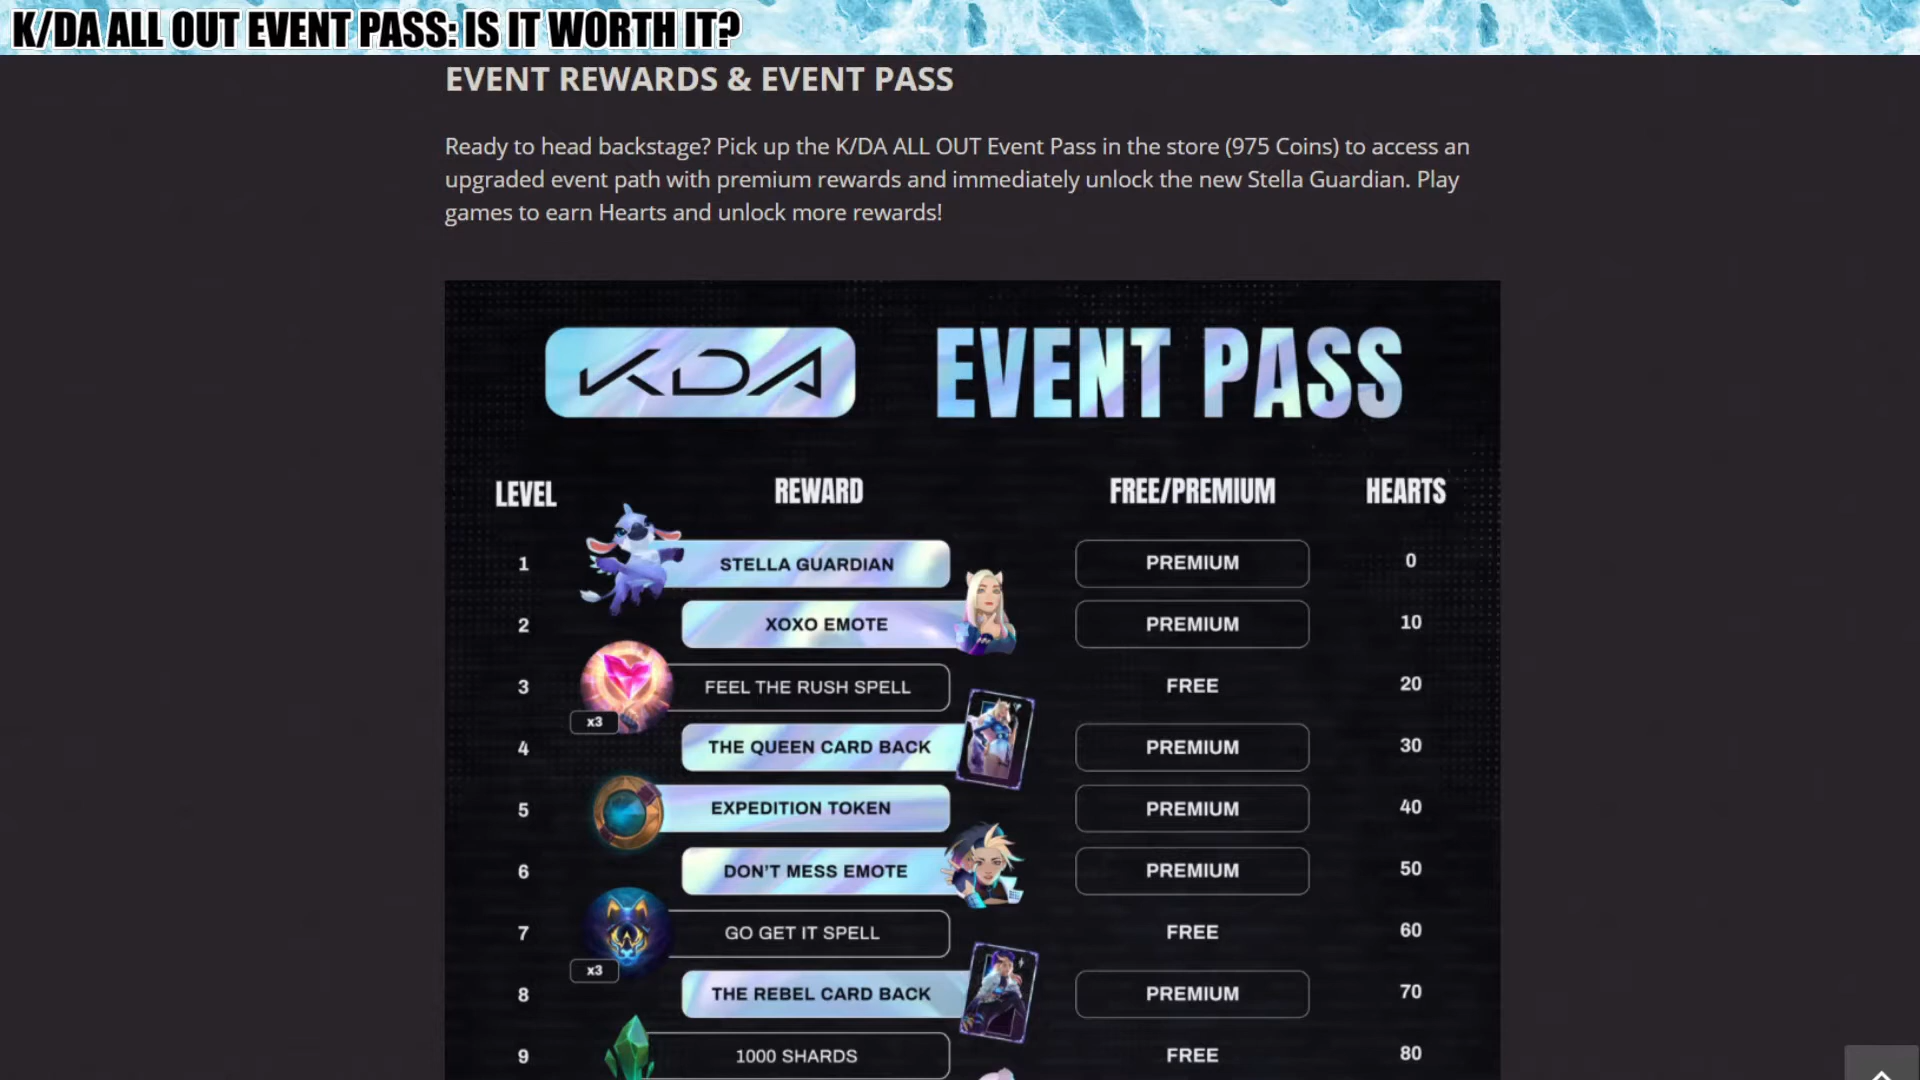 K/DA ALL OUT EVENT PASS: IS IT WORTH IT?
EVENT REWARDS & EVENT PASS
Ready to head backstage? Pick up the K/DA ALL OUT Event Pass in the store (975 Coins) to access an
upgraded event path with premium rewards and immediately unlock the new Stella Guardian. Play
games to earn Hearts and unlock more rewards!
KDA EVENT PASS
LEVEL REWARD FREE/PREMIUM HEARTS
1 STELLA GUARDIAN PREMIUM 0
2 XOXO EMOTE PREMIUM 10
3 FEEL THE RUSH SPELL FREE 20
x3
4 THE QUEEN CARD BACK PREMIUM 30
5 EXPEDITION TOKEN PREMIUM 40
6 DON'T MESS EMOTE PREMIUM 50
7 GO GET IT SPELL FREE 60
x3
8 THE REBEL CARD BACK PREMIUM 70
9 1000 SHARDS FREE 80